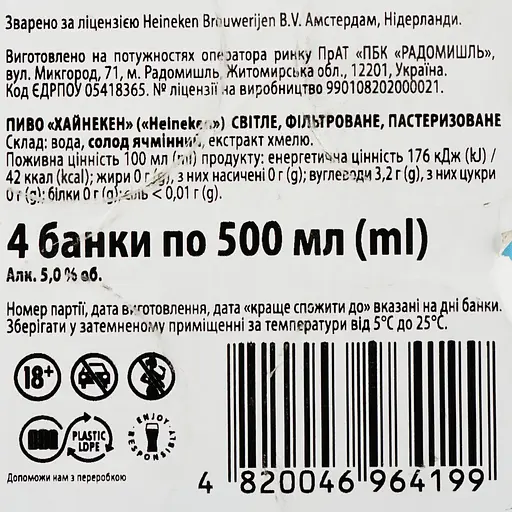 Зварено за ліцензією Heineken Brouwerijen B.V. Амстердам, Нідерланди.
Виготовлено на потужностях оператора ринку ПрАТ «ПБК «РАДОМИШЛЬ»,
вул. Микгород, 71, м. Радомишль, Житомирська обл., 12201, Україна.
Код ЄДРПОУ 05418365. № ліцензії на виробництво 990108202000021.
ПИВО «ХАЙНЕКЕН» («Heineken») СВІТЛЕ, ФІЛЬТРОВАНЕ, ПАСТЕРИЗОВАНЕ
Склад: вода, солод ячмінний, екстракт хмелю.
Поживна цінність 100 мл (ml) продукту: енергетична цінність 176 кДж (kJ) /
42 ккал (kcal); жири 0 г (g), з них насичені 0 г (g); вуглеводи 3,2 г (g), з них цукри
0 г (g); білки 0 г (g); сіль < 0,01 г (g).
4 банки по 500 мл (ml)
Алк. 5,0 % об.
Номер партії, дата виготовлення, дата «краще спожити до» вказані на дні банки.
Зберігати у затемненому приміщенні за температури від 5°C до 25°C.
18+
PLASTIC
LDPE
ENJOY
RESPONSIBLY
Допоможи нам з переробкою
4 820046 964199